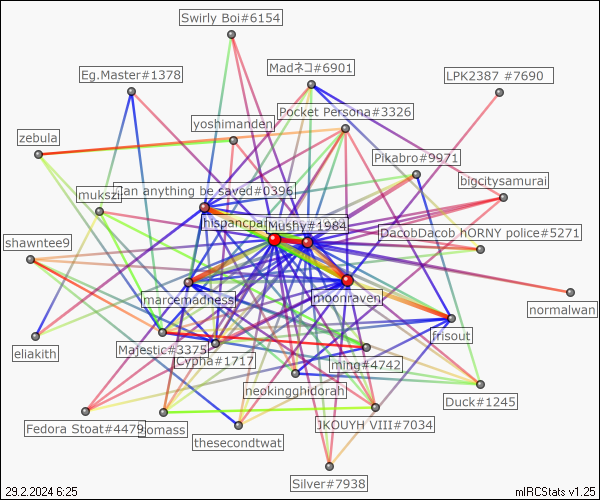 Swirly Boi#6154
Madネコ#6901
Eg.Master#1378
LPK2387 #7690
Pocket Persona#3326
yoshimanden
zebula
Pikabro#9971
bigcitysamurai
mukszi
can anything be saved#0396
hispancpa
Mushy#1984
DacobDacob hORNY police#5271
shawntee9
marcemadness
moonraven
normalwan
frisout
eliakith
Majestic#3375
Cypha#1717
ming#4742
neokingghidorah
Duck#1245
Fedora Stoat#4479
omass
JKOUYH VIII#7034
thesecondtwat
Silver#7938
29.2.2024 6:25
mIRCStats v1.25